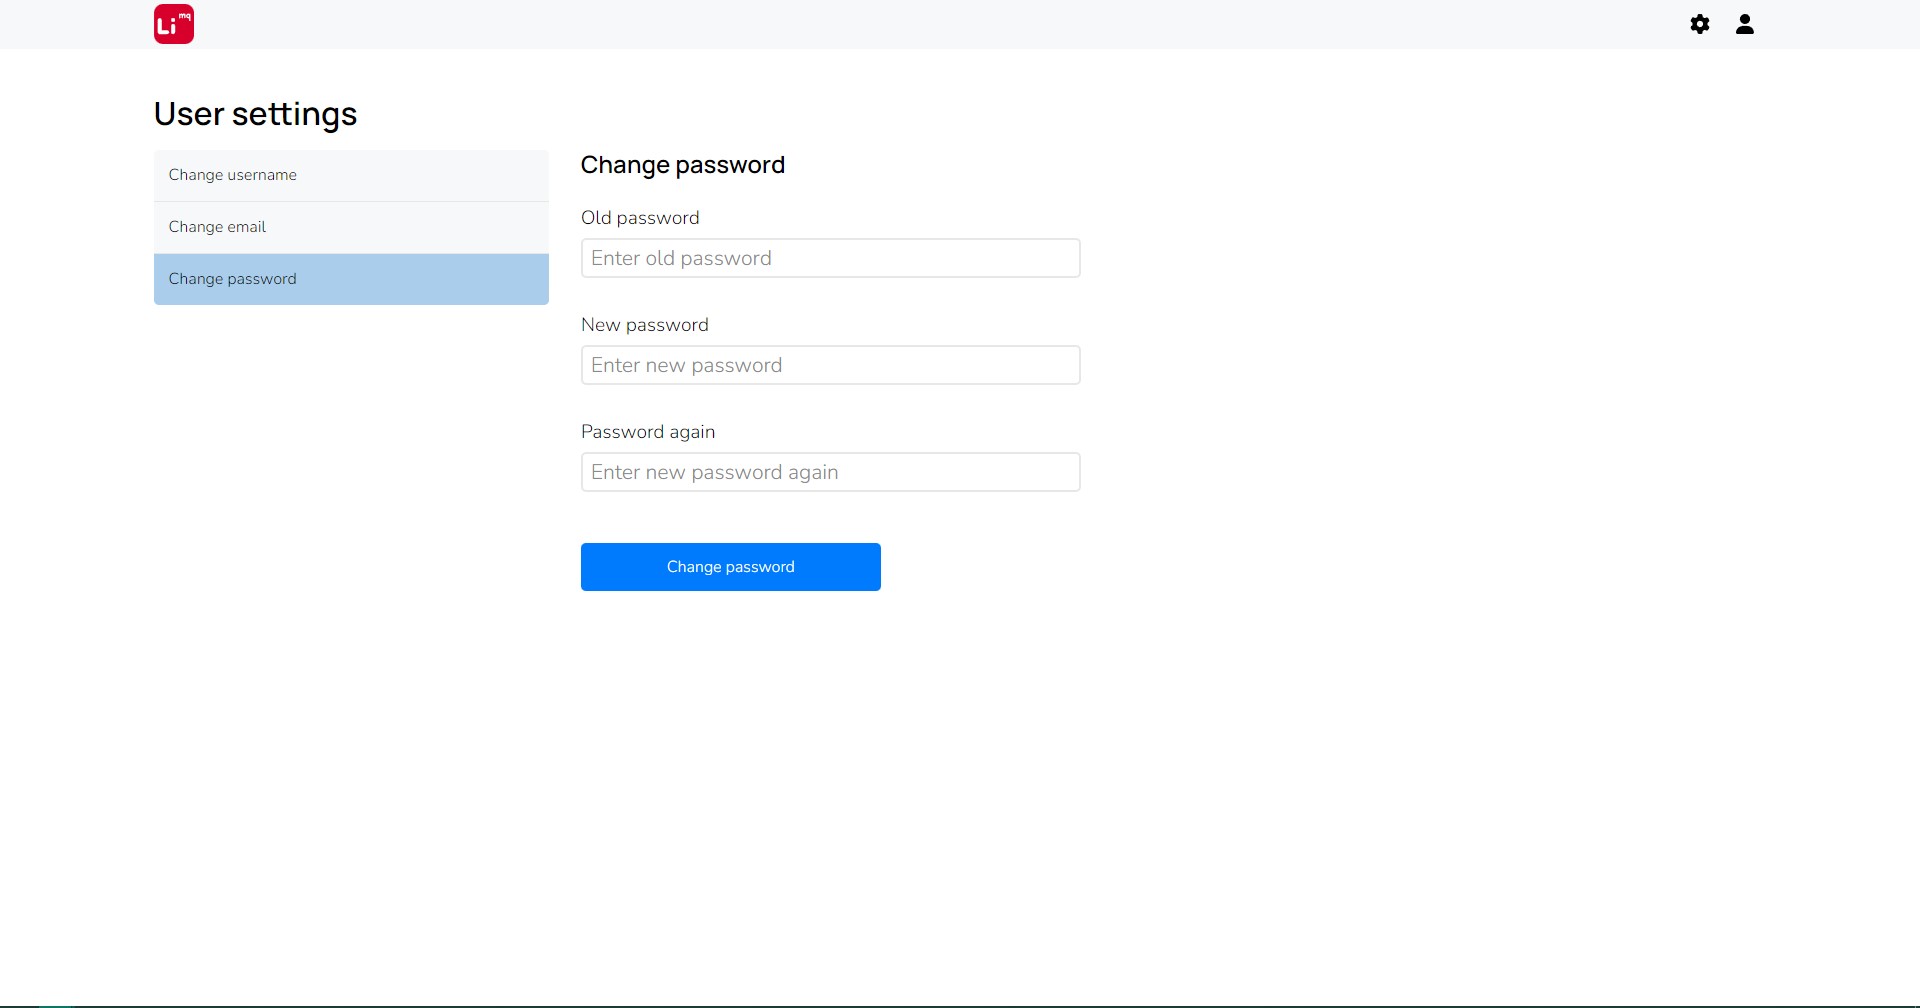 Li mq
User settings
Change username
Change email
Change password
Change password
Old password
Enter old password
New password
Enter new password
Password again
Enter new password again
Change password